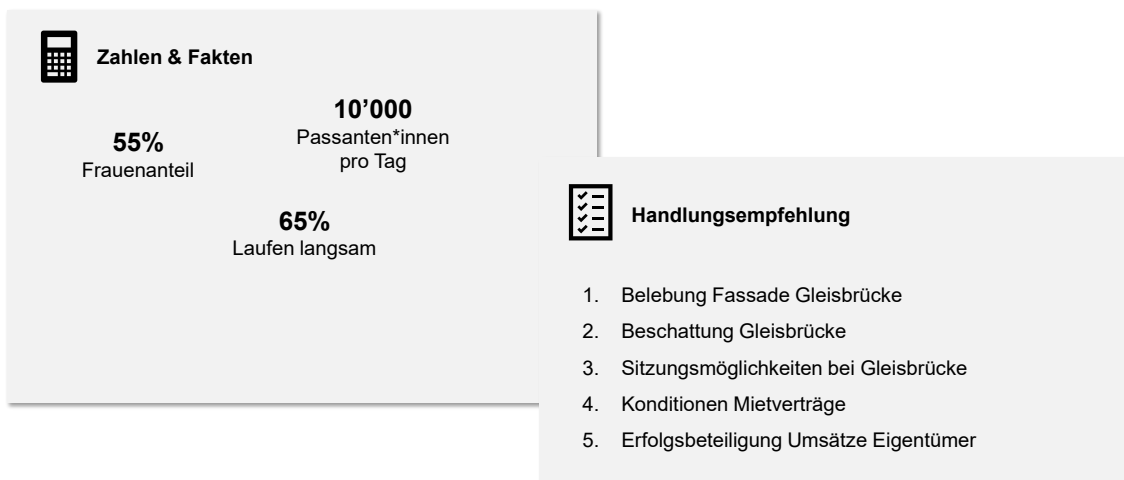 Zahlen & Fakten
10’000
Passanten*innen
pro Tag
55%
Frauenanteil
65%
Laufen langsam
Handlungsempfehlung
1. Belebung Fassade Gleisbrücke
2. Beschattung Gleisbrücke
3. Sitzungsmöglichkeiten bei Gleisbrücke
4. Konditionen Mietverträge
5. Erfolgsbeteiligung Umsätze Eigentümer